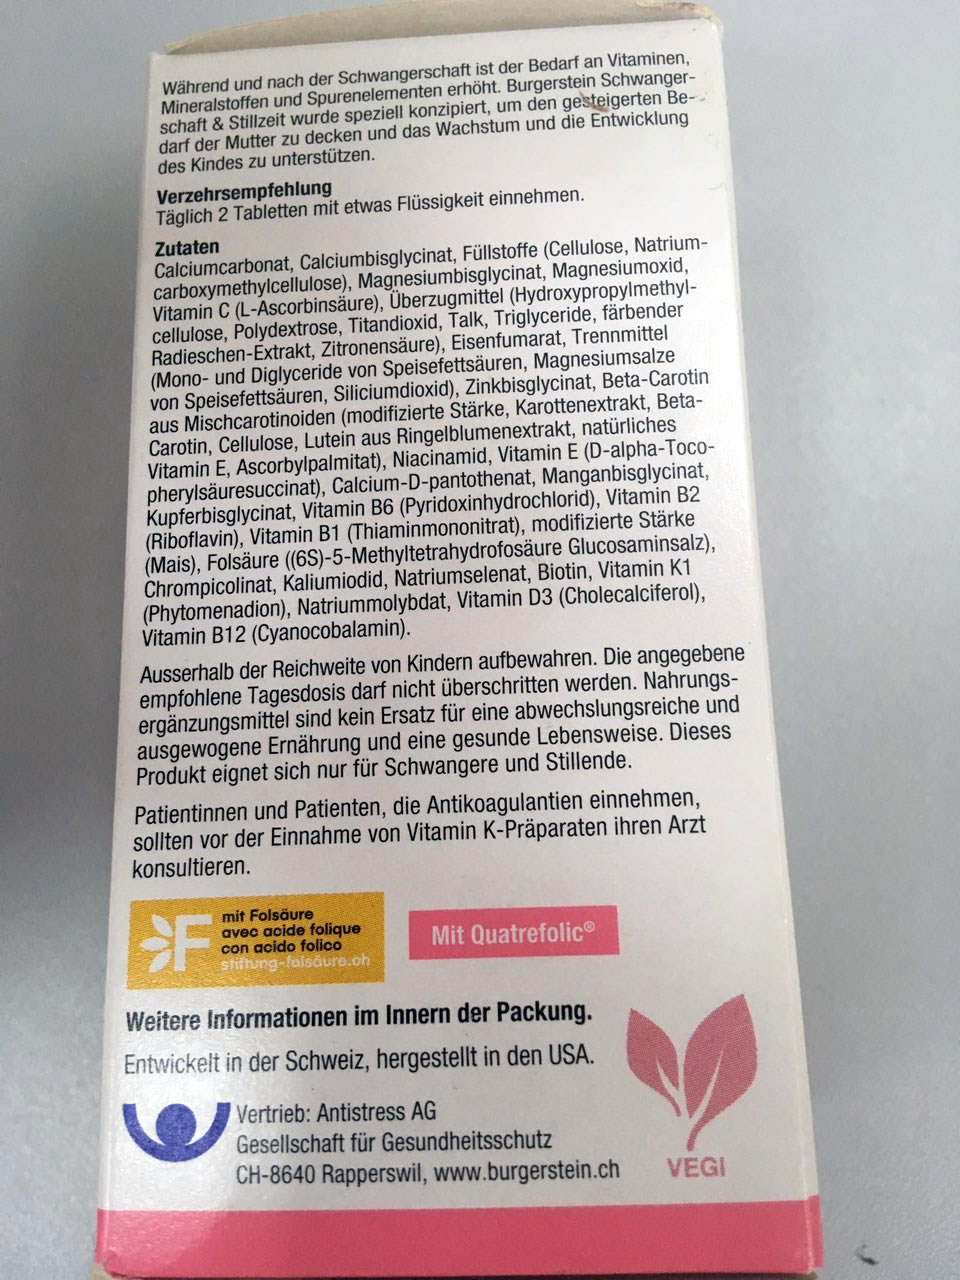 Während und nach der Schwangerschaft ist der Bedarf an Vitaminen,
Mineralstoffen und Spurenelementen erhöht. Burgerstein Schwanger-
schaft & Stillzeit wurde speziell konzipiert, um den gesteigerten Be-
darf der Mutter zu decken und das Wachstum und die Entwicklung
des Kindes zu unterstützen.
Verzehrsempfehlung
Täglich 2 Tabletten mit etwas Flüssigkeit einnehmen.
Zutaten
Calciumcarbonat, Calciumbisglycinat, Füllstoffe (Cellulose, Natrium-
carboxymethylcellulose), Magnesiumbisglycinat, Magnesiumoxid,
Vitamin C (L-Ascorbinsäure), Überzugmittel (Hydroxypropylmethyl-
cellulose, Polydextrose, Titandioxid, Talk, Triglyceride, färbender
Radieschen-Extrakt, Zitronensäure), Eisenfumarat, Trennmittel
(Mono- und Diglyceride von Speisefettsäuren, Magnesiumsalze
von Speisefettsäuren, Siliciumdioxid), Zinkbisglycinat, Beta-Carotin
aus Mischcarotinoiden (modifizierte Stärke, Karottenextrakt, Beta-
Carotin, Cellulose, Lutein aus Ringelblumenextrakt, natürliches
Vitamin E, Ascorbylpalmitat), Niacinamid, Vitamin E (D-alpha-Toco-
pherylsäuresuccinat), Calcium-D-pantothenat, Manganbisglycinat,
Kupferbisglycinat, Vitamin B6 (Pyridoxinhydrochlorid), Vitamin B2
(Riboflavin), Vitamin B1 (Thiaminmononitrat), modifizierte Stärke
(Mais), Folsäure ((6S)-5-Methyltetrahydrofosäure Glucosaminsalz),
Chrompicolinat, Kaliumiodid, Natriumselenat, Biotin, Vitamin K1
(Phytomenadion), Natriummolybdat, Vitamin D3 (Cholecalciferol),
Vitamin B12 (Cyanocobalamin).
Ausserhalb der Reichweite von Kindern aufbewahren. Die angegebene
empfohlene Tagesdosis darf nicht überschritten werden. Nahrungs-
ergänzungsmittel sind kein Ersatz für eine abwechslungsreiche und
ausgewogene Ernährung und eine gesunde Lebensweise. Dieses
Produkt eignet sich nur für Schwangere und Stillende.
Patientinnen und Patienten, die Antikoagulantien einnehmen,
sollten vor der Einnahme von Vitamin K-Präparaten ihren Arzt
konsultieren.
F
mit Folsäure
avec acide folique
con acido folico
stiftung-folsäure.ch
Mit Quatrefolic®
Weitere Informationen im Innern der Packung.
Entwickelt in der Schweiz, hergestellt in den USA.
Vertrieb: Antistress AG
Gesellschaft für Gesundheitsschutz
CH-8640 Rapperswil, www.burgerstein.ch
VEGI